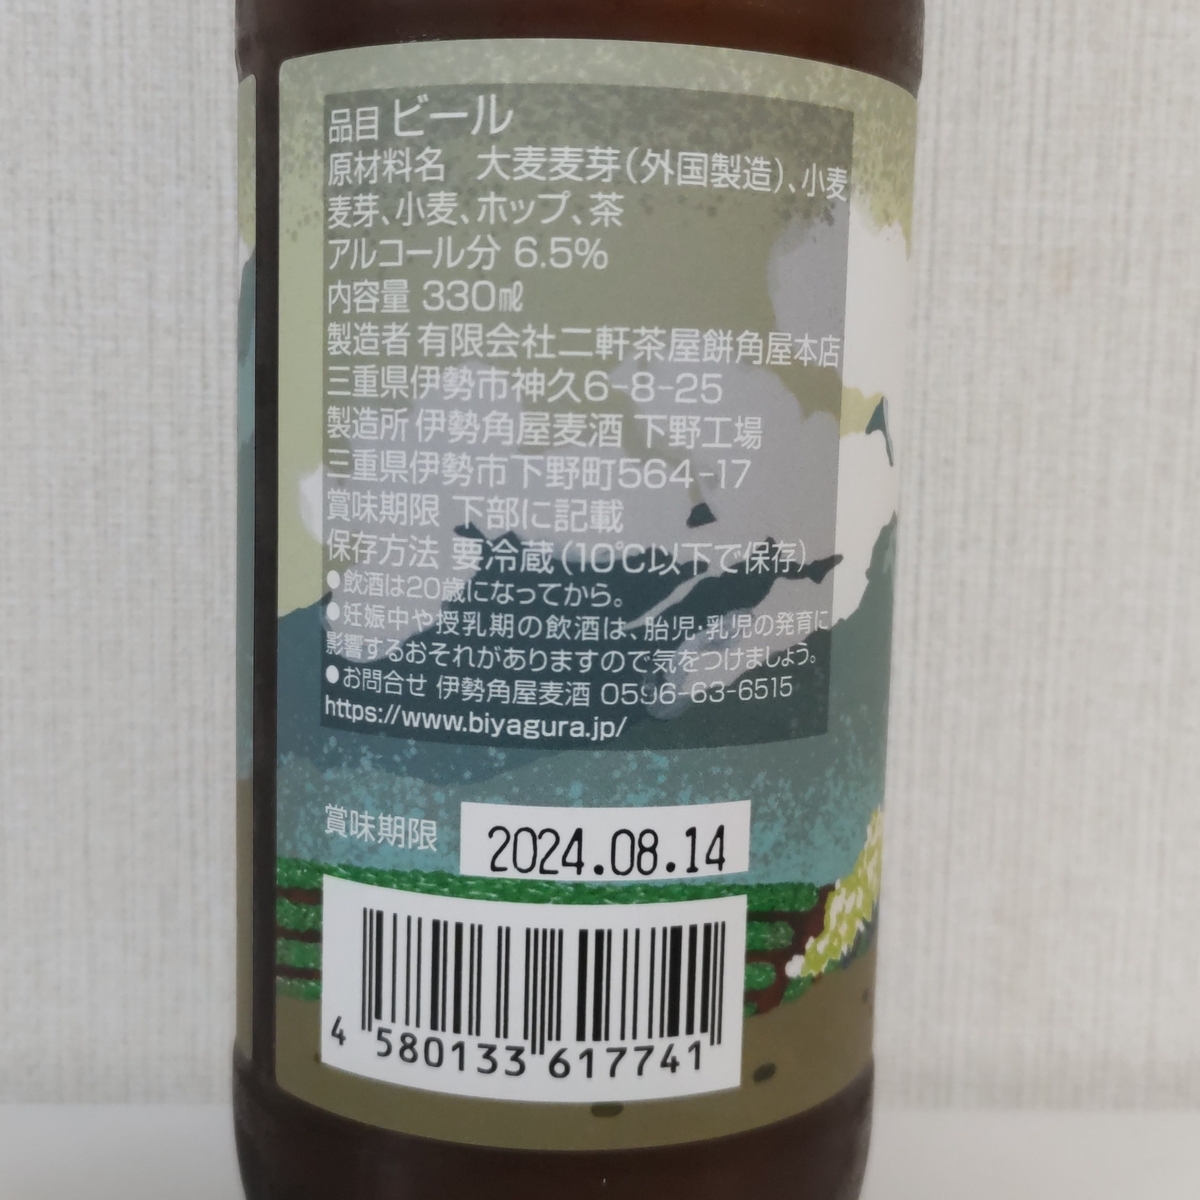 品目 ビール
原材料名 大麦麦芽(外国製造)、小麦
麦芽、小麦、ホップ、茶
アルコール分 6.5%
内容量 330㎖
製造者 有限会社二軒茶屋餅角屋本店
三重県伊勢市神久6-8-25
製造所 伊勢角屋麦酒 下野工場
三重県伊勢市下野町564-17
賞味期限 下部に記載
保存方法 要冷蔵(10℃以下で保存)
●飲酒は20歳になってから。
●妊娠中や授乳期の飲酒は、胎児・乳児の発育に
影響するおそれがありますので気をつけましょう。
●お問合せ 伊勢角屋麦酒 0596-63-6515
https://www.biyagura.jp/
賞味期限 2024.08.14
4 580133 617741